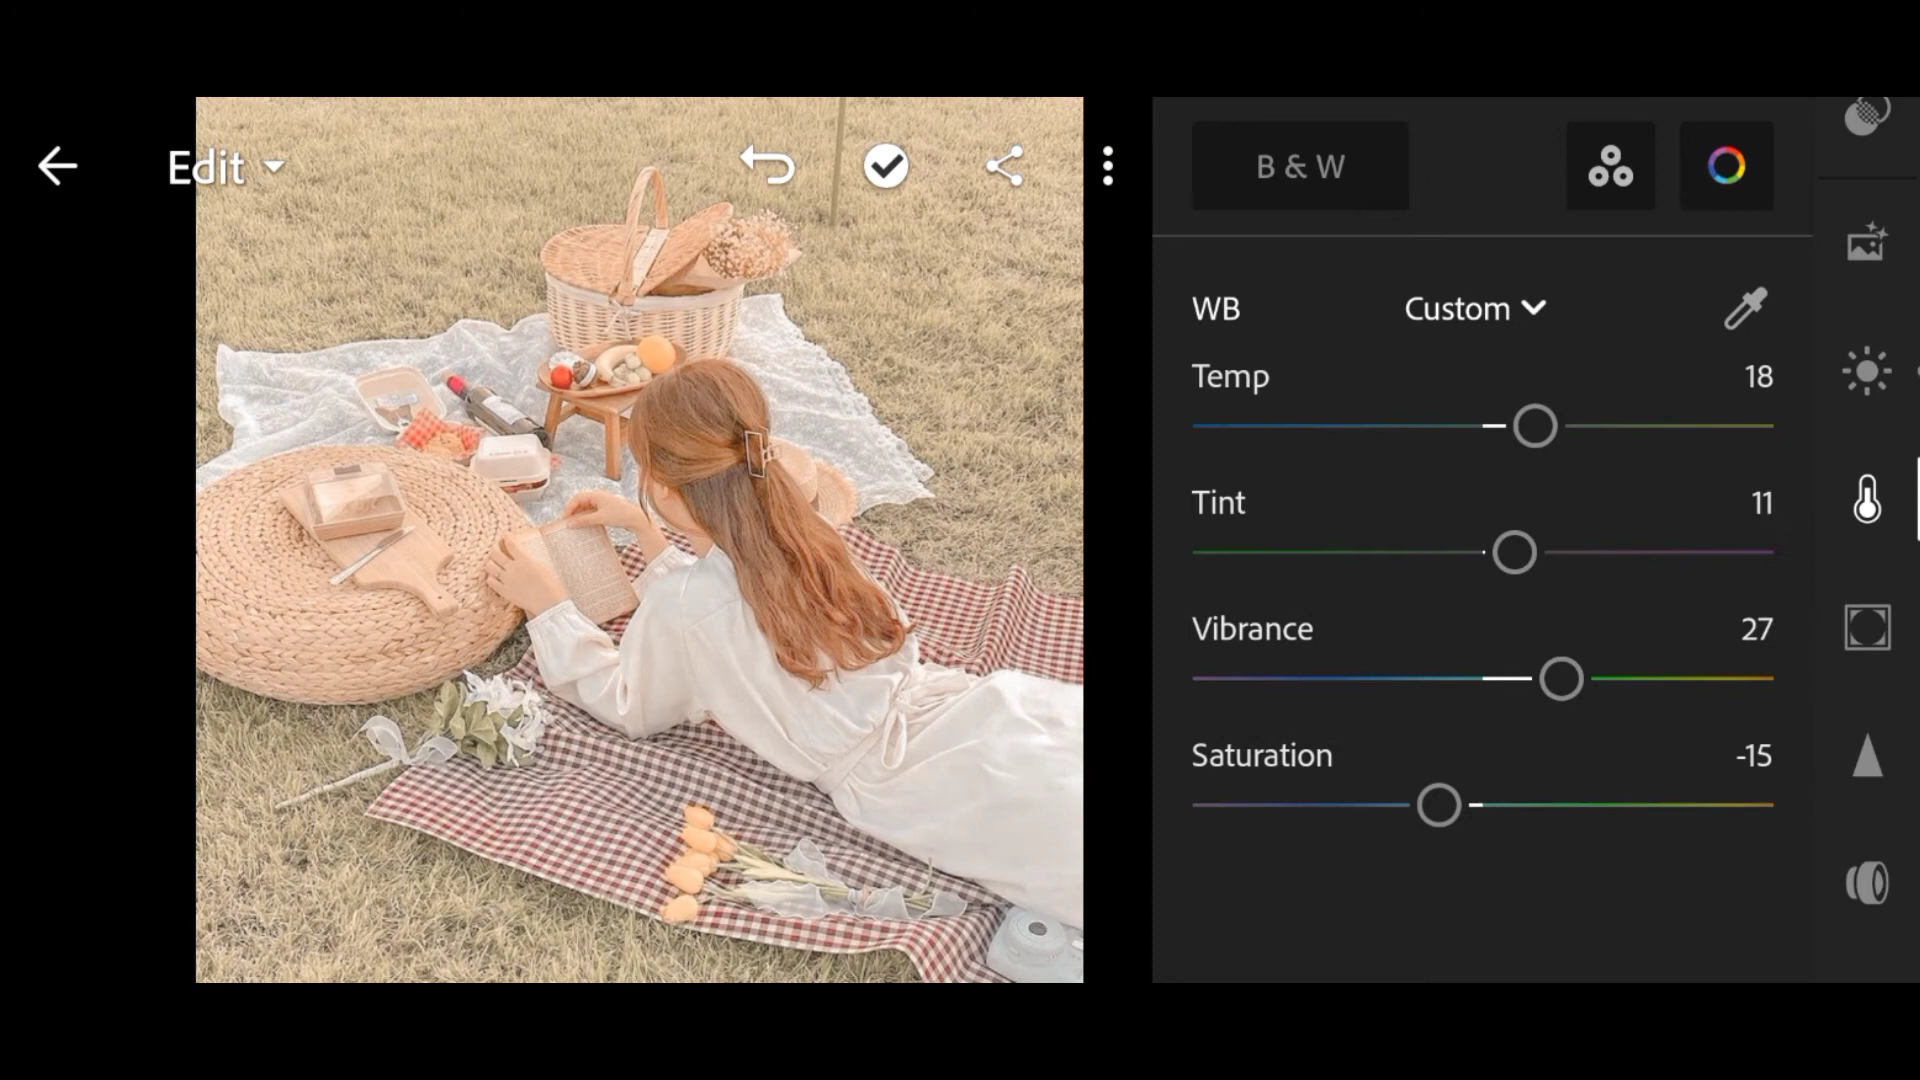 Edit
B & W
WB
Custom
Temp
18
Tint
11
Vibrance
27
Saturation
-15